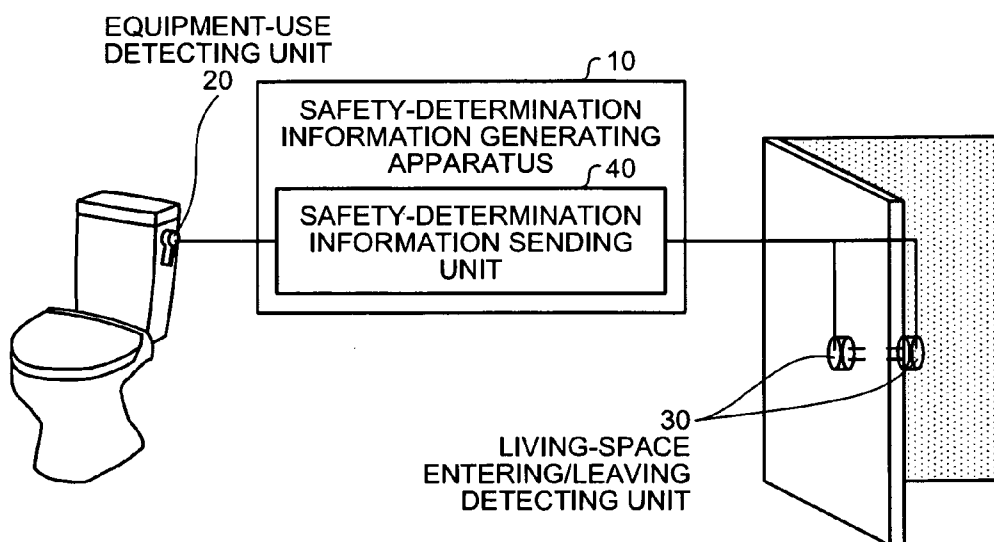 EQUIPMENT-USE
DETECTING UNIT
20
10
SAFETY-DETERMINATION
INFORMATION GENERATING
APPARATUS
40
SAFETY-DETERMINATION
INFORMATION SENDING
UNIT
30
LIVING-SPACE
ENTERING/LEAVING
DETECTING UNIT